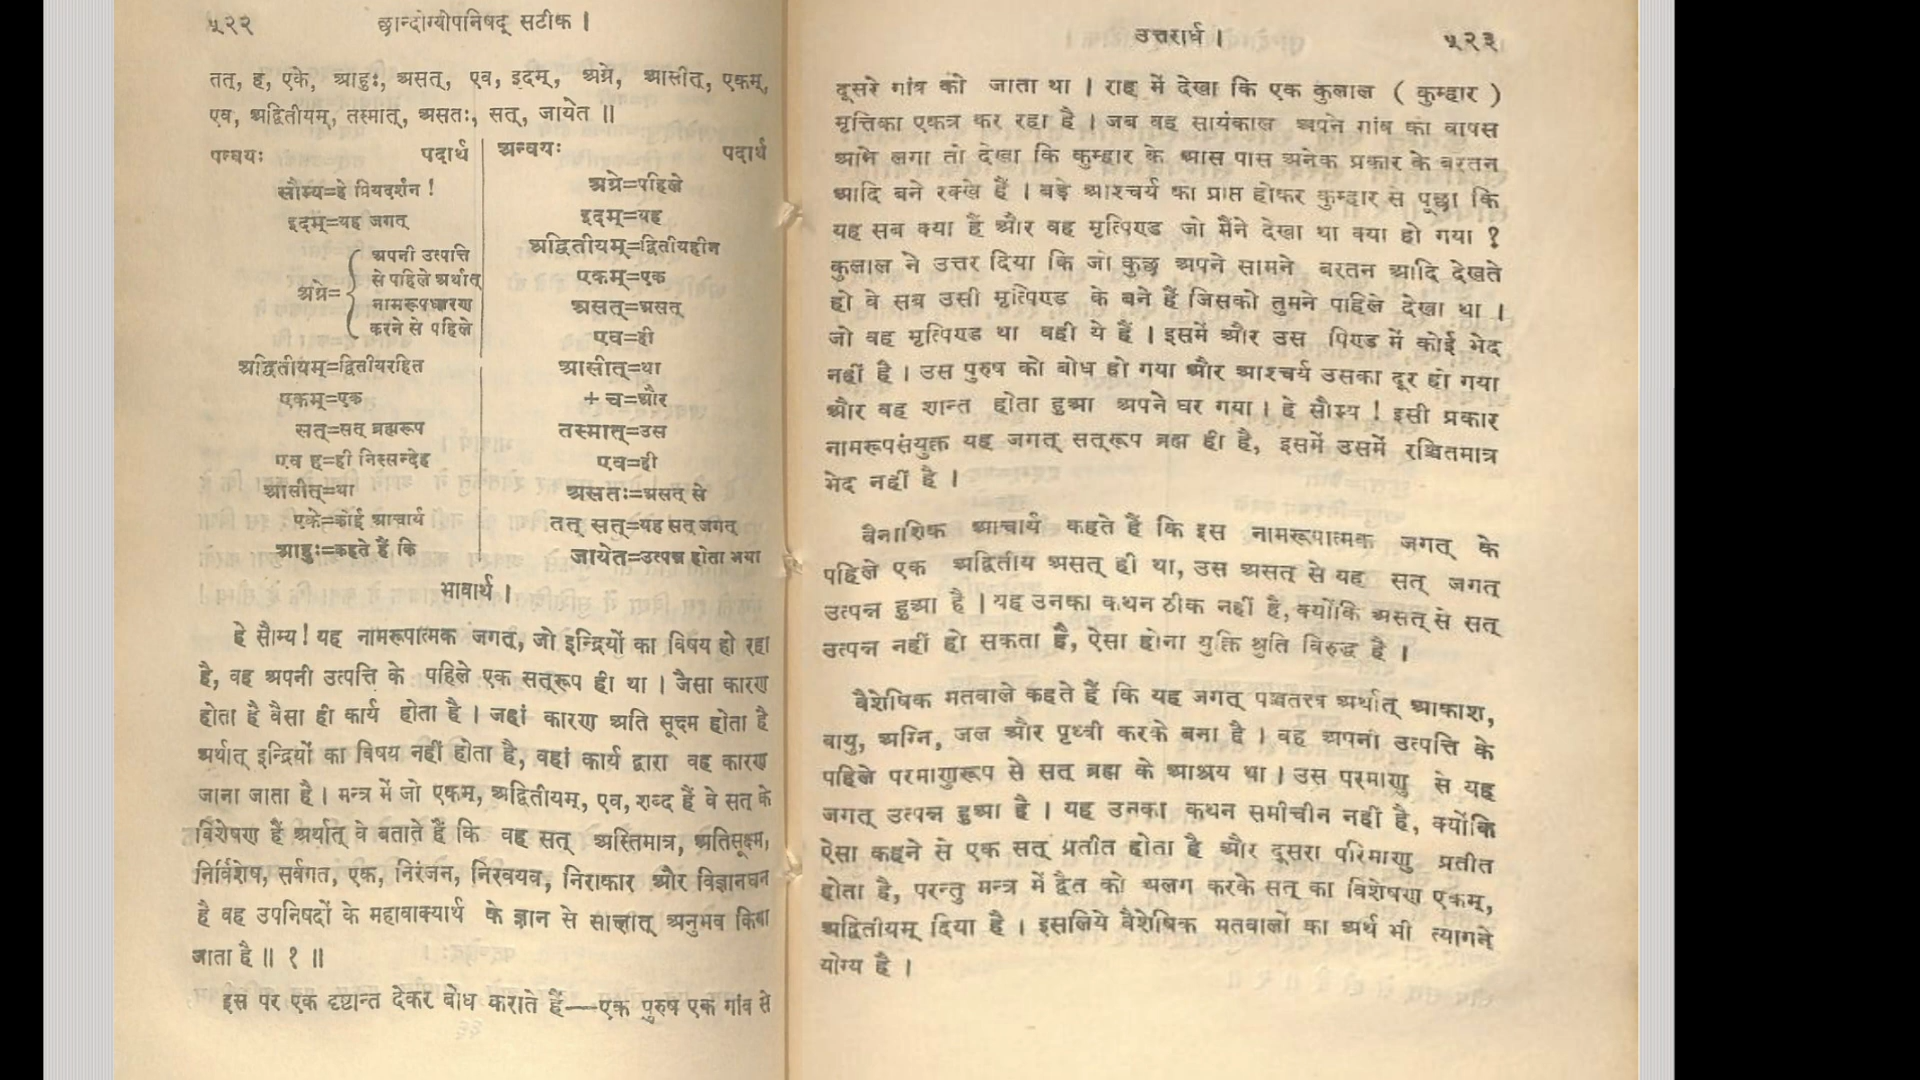 ५२२ छान्दोग्योपनिषद् सटीक ।
तत्, ह, एके, आहुः, असत्, एव, इदम्, अग्रे, आसीत्, एकम्,
एव, अद्वितीयम्, तस्मात्, असतः, सत्, जायेत ॥
पन्वयः पदार्थ
सौम्य=हे प्रियदर्शन !
इदम्=यह जगत्
अग्रे= अपनी उत्पत्ति
से पहिले अर्थात्
नामरूपधारण
करने से पहिले
अद्वितीयम्=द्वितीयरहित
एकम्=एक
सत्=सत् ब्रह्मरूप
एव ह=ही निस्सन्देह
आसीत्=था
एके=कोई आचार्य
आहुः=कहते हैं कि
अन्वयः पदार्थ
अग्रे=पहिले
इदम्=यह
अद्वितीयम्=द्वितीयहीन
एकम्=एक
असत्=असत्
एव=ही
आसीत्=था
+ च=और
तस्मात्=उस
एव=ही
असतः=असत् से
तत् सत्=यह सत् जगत्
जायेत=उत्पन्न होता भया
भावार्थ ।
हे सौम्य ! यह नामरूपात्मक जगत्, जो इन्द्रियों का विषय हो रहा
है, वह अपनी उत्पत्ति के पहिले एक सत्‌रूप ही था । जैसा कारण
होता है वैसा ही कार्य होता है । जहां कारण अति सूक्ष्म होता है
अर्थात् इन्द्रियों का विषय नहीं होता है, वहां कार्य द्वारा वह कारण
जाना जाता है । मन्त्र में जो एकम्, अद्वितीयम्, एव, शब्द हैं वे सत् के
विशेषण हैं अर्थात् वे बताते हैं कि वह सत् अस्तिमात्र, अतिसूक्ष्म,
निर्विशेष, सर्वगत, एक, निरंजन, निरवयव, निराकार और विज्ञानघन
है वह उपनिषदों के महावाक्यार्थ के ज्ञान से साक्षात् अनुभव किया
जाता है ॥ १ ॥
इस पर एक दृष्टान्त देकर बोध कराते हैं—एक पुरुष एक गांव से
उत्तरार्ध । ५२३
दूसरे गांव को जाता था । राह में देखा कि एक कुलाल ( कुम्हार )
मृत्तिका एकत्र कर रहा है । जब वह सायंकाल अपने गांव को वापस
आने लगा तो देखा कि कुम्हार के आस पास अनेक प्रकार के बरतन
आदि बने रक्खे हैं । बड़े आश्चर्य को प्राप्त होकर कुम्हार से पूछा कि
यह सब क्या हैं और वह मृत्पिण्ड जो मैंने देखा था क्या हो गया ?
कुलाल ने उत्तर दिया कि जो कुछ अपने सामने बरतन आदि देखते
हो वे सब उसी मृत्पिण्ड के बने हैं जिसको तुमने पहिले देखा था ।
जो वह मृत्पिण्ड था वही ये हैं । इसमें और उस पिण्ड में कोई भेद
नहीं है । उस पुरुष को बोध हो गया और आश्चर्य उसका दूर हो गया
और वह शान्त होता हुआ अपने घर गया । हे सौम्य ! इसी प्रकार
नामरूपसंयुक्त यह जगत् सत्‌रूप ब्रह्म ही है, इसमें उसमें रञ्चितमात्र
भेद नहीं है ।
वैनाशिक आचार्य कहते हैं कि इस नामरूपात्मक जगत् के
पहिले एक अद्वितीय असत् ही था, उस असत् से यह सत् जगत्
उत्पन्न हुआ है । यह उनका कथन ठीक नहीं है, क्योंकि असत् से सत्
उत्पन्न नहीं हो सकता है, ऐसा होना युक्ति श्रुति विरुद्ध है ।
वैशेषिक मतवाले कहते हैं कि यह जगत् पञ्चतत्त्व अर्थात् आकाश,
वायु, अग्नि, जल और पृथ्वी करके बना है । वह अपनी उत्पत्ति के
पहिले परमाणुरूप से सत् ब्रह्म के आश्रय था । उस परमाणु से यह
जगत् उत्पन्न हुआ है । यह उनका कथन समीचीन नहीं है, क्योंकि
ऐसा कहने से एक सत् प्रतीत होता है और दूसरा परिमाणु प्रतीत
होता है, परन्तु मन्त्र में द्वैत को अलग करके सत् का विशेषण एकम्,
अद्वितीयम् दिया है । इसलिये वैशेषिक मतवालों का अर्थ भी त्यागने
योग्य है ।